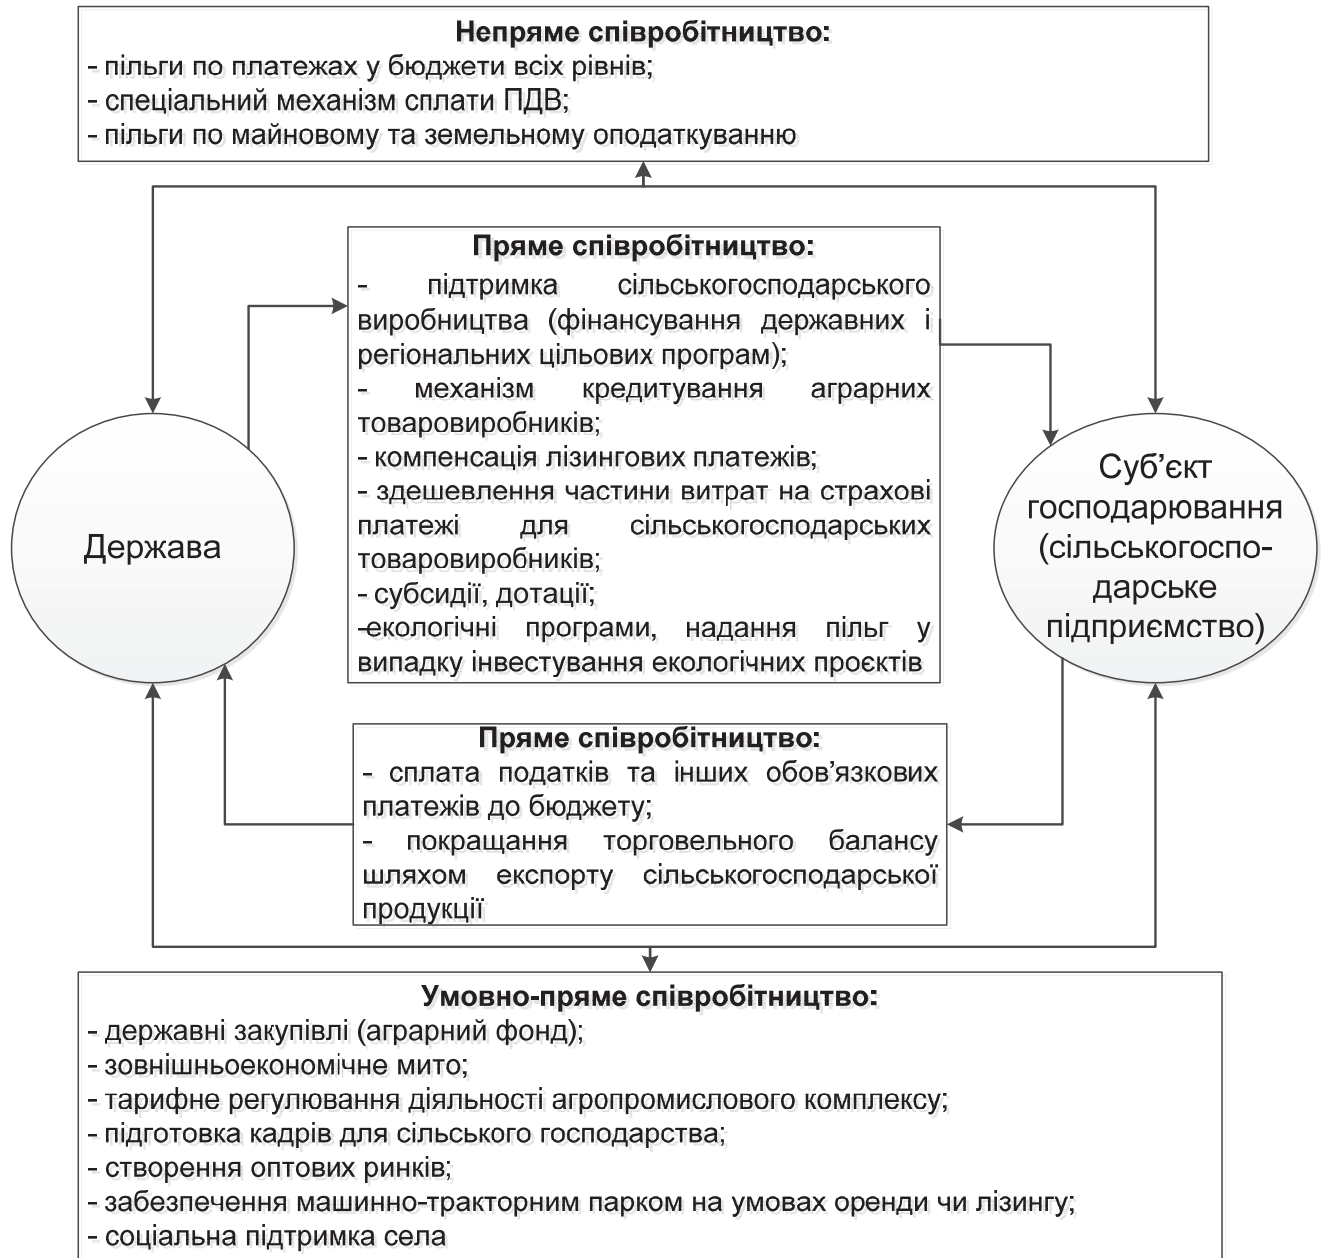 Непряме співробітництво:
- пільги по платежах у бюджети всіх рівнів;
- спеціальний механізм сплати ПДВ;
- пільги по майновому та земельному оподаткуванню
Пряме співробітництво:
- підтримка сільськогосподарського
виробництва (фінансування державних і
регіональних цільових програм);
- механізм кредитування аграрних
товаровиробників;
- компенсація лізингових платежів;
- здешевлення частини витрат на страхові
платежі для сільськогосподарських
товаровиробників;
- субсидії, дотації;
-екологічні програми, надання пільг у
випадку інвестування екологічних проєктів
Держава
Суб’єкт
господарювання
(сільськогоспо-
дарське
підприємство)
Пряме співробітництво:
- сплата податків та інших обов’язкових
платежів до бюджету;
- покращання торговельного балансу
шляхом експорту сільськогосподарської
продукції
Умовно-пряме співробітництво:
- державні закупівлі (аграрний фонд);
- зовнішньоекономічне мито;
- тарифне регулювання діяльності агропромислового комплексу;
- підготовка кадрів для сільського господарства;
- створення оптових ринків;
- забезпечення машинно-тракторним парком на умовах оренди чи лізингу;
- соціальна підтримка села